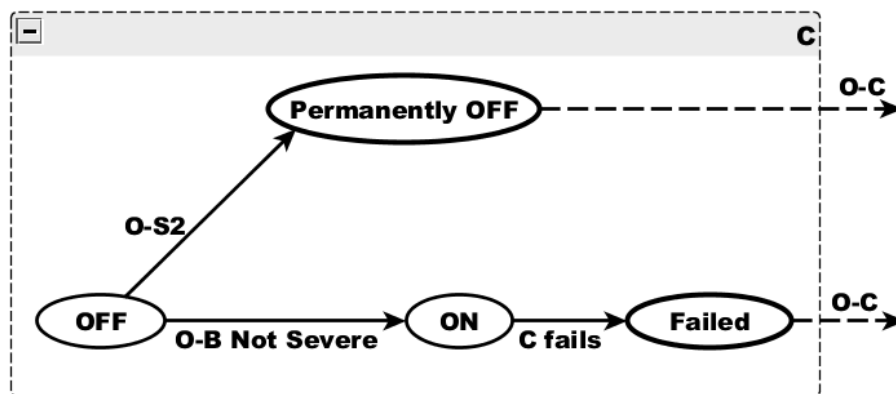 C
O-C
Permanently OFF
O-S2
O-C
OFF
ON
Failed
O-B Not Severe
C fails